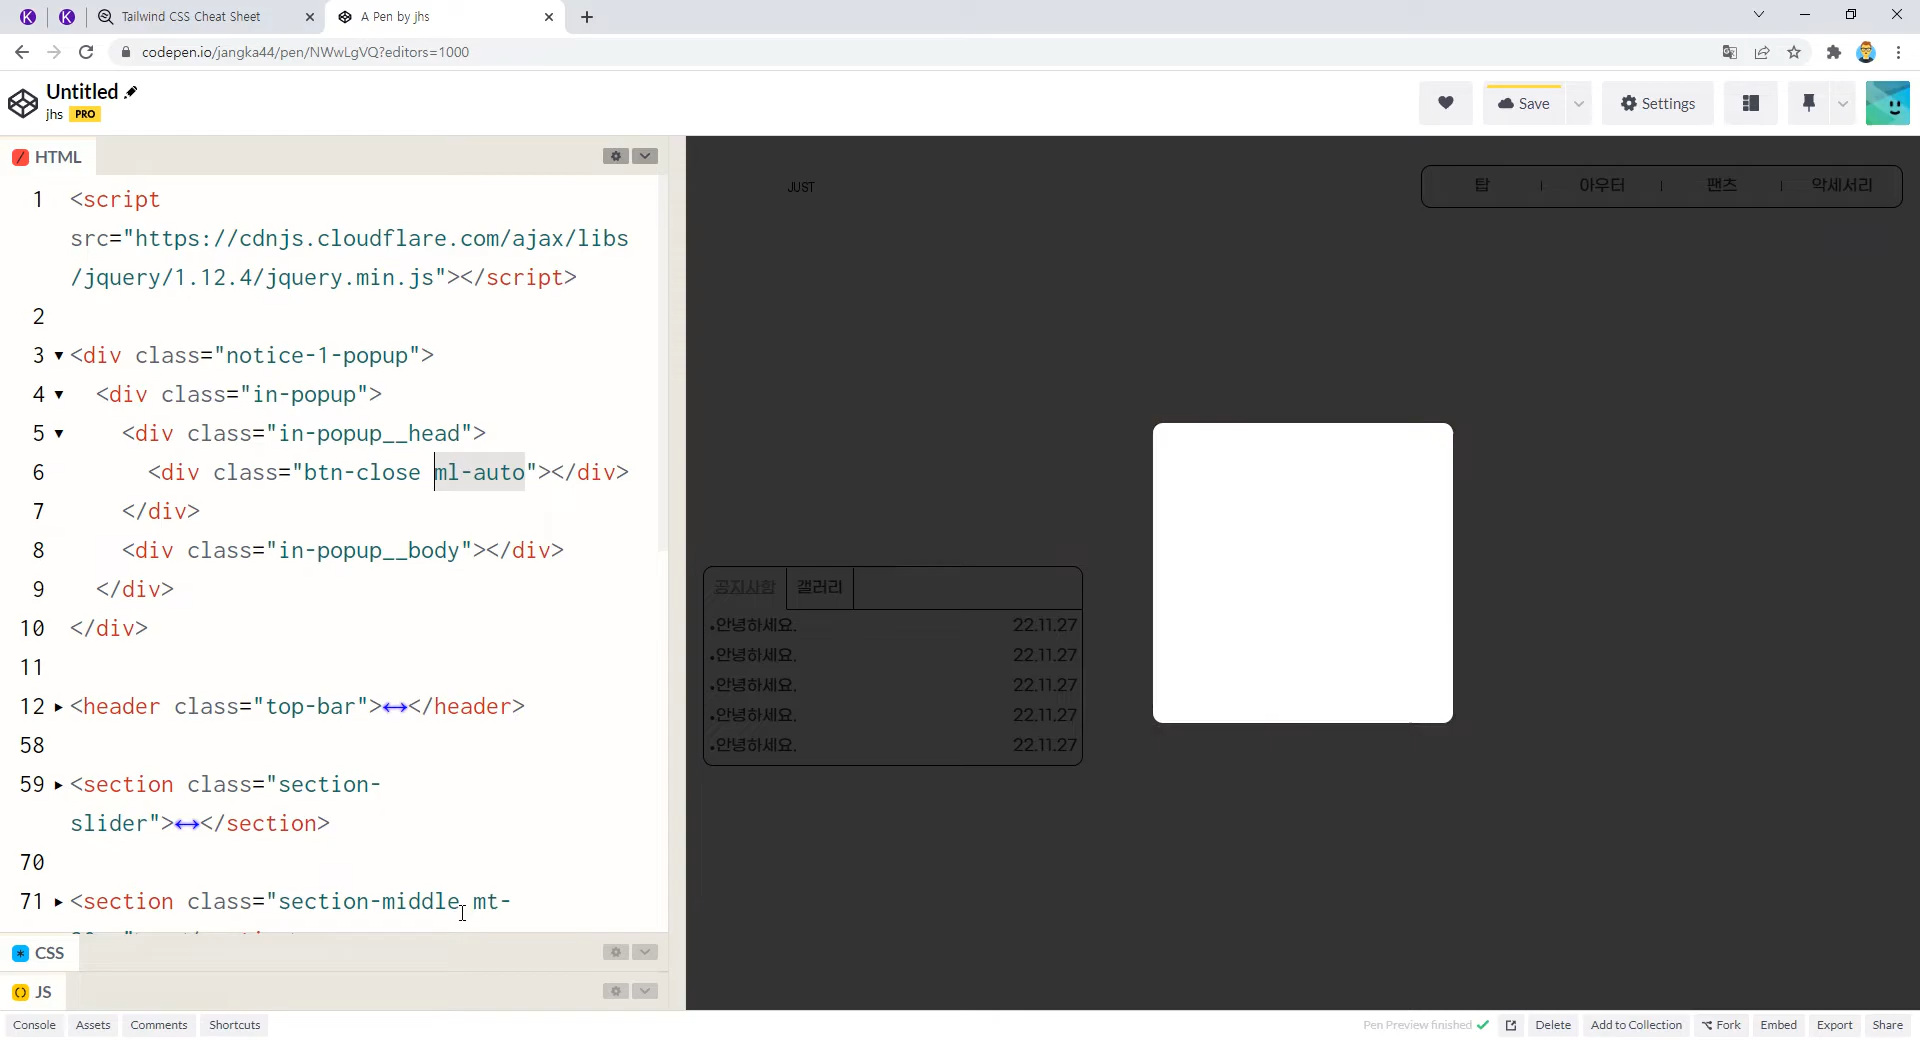 Tailwind CSS Cheat Sheet
A Pen by jhs
codepen.io/jangka44/pen/NWwLgVQ?editors=1000
Untitled
jhs PRO
Save
Settings
HTML
1 <script
src="https://cdnjs.cloudflare.com/ajax/libs
/jquery/1.12.4/jquery.min.js"></script>
2
3 <div class="notice-1-popup">
4 <div class="in-popup">
5 <div class="in-popup__head">
6 <div class="btn-close ml-auto"></div>
7 </div>
8 <div class="in-popup__body"></div>
9 </div>
10 </div>
11
12 <header class="top-bar"></header>
58
59 <section class="section-
slider"></section>
70
71 <section class="section-middle mt-
CSS
JS
JUST
탑 | 아우터 | 팬츠 | 악세서리
공지사항 갤러리
•안녕하세요. 22.11.27
•안녕하세요. 22.11.27
•안녕하세요. 22.11.27
•안녕하세요. 22.11.27
•안녕하세요. 22.11.27
Console Assets Comments Shortcuts
Pen Preview finished Delete Add to Collection Fork Embed Export Share